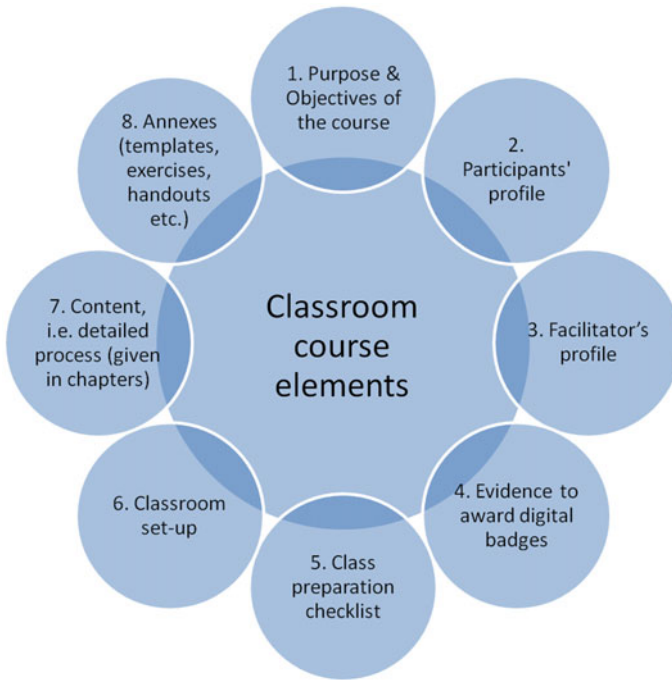 1. Purpose &
Objectives of
the course
2.
Participants'
profile
3. Facilitator’s
profile
4. Evidence to
award digital
badges
5. Class
preparation
checklist
6. Classroom
set-up
7. Content,
i.e. detailed
process (given
in chapters)
8. Annexes
(templates,
exercises,
handouts
etc.)
Classroom
course
elements